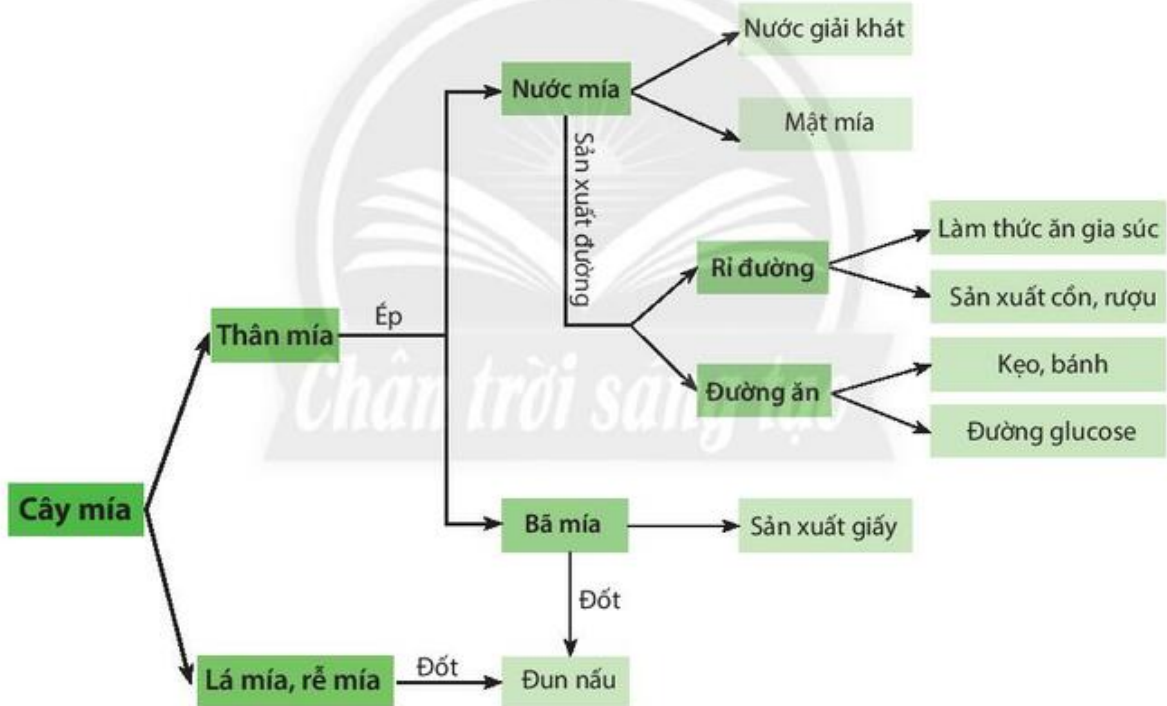 Nước giải khát
Nước mía
Mật mía
Sản xuất đường
Làm thức ăn gia súc
Rỉ đường
Sản xuất cồn, rượu
Ép
Thân mía
Kẹo, bánh
Chân trời sáng tạo
Đường ăn
Đường glucose
Cây mía
Bã mía
Sản xuất giấy
Đốt
Lá mía, rễ mía
Đốt
Đun nấu